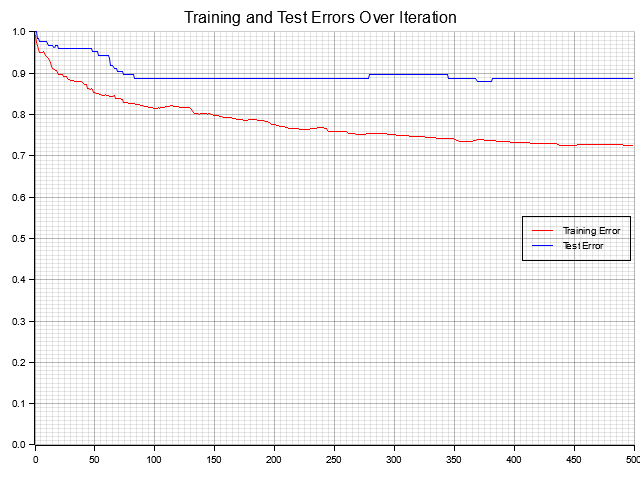 Training and Test Errors Over Iteration
1.0
0.9
0.8
0.7
0.6
0.5
0.4
0.3
0.2
0.1
0.0
Training Error
Test Error
0 50 100 150 200 250 300 350 400 450 500